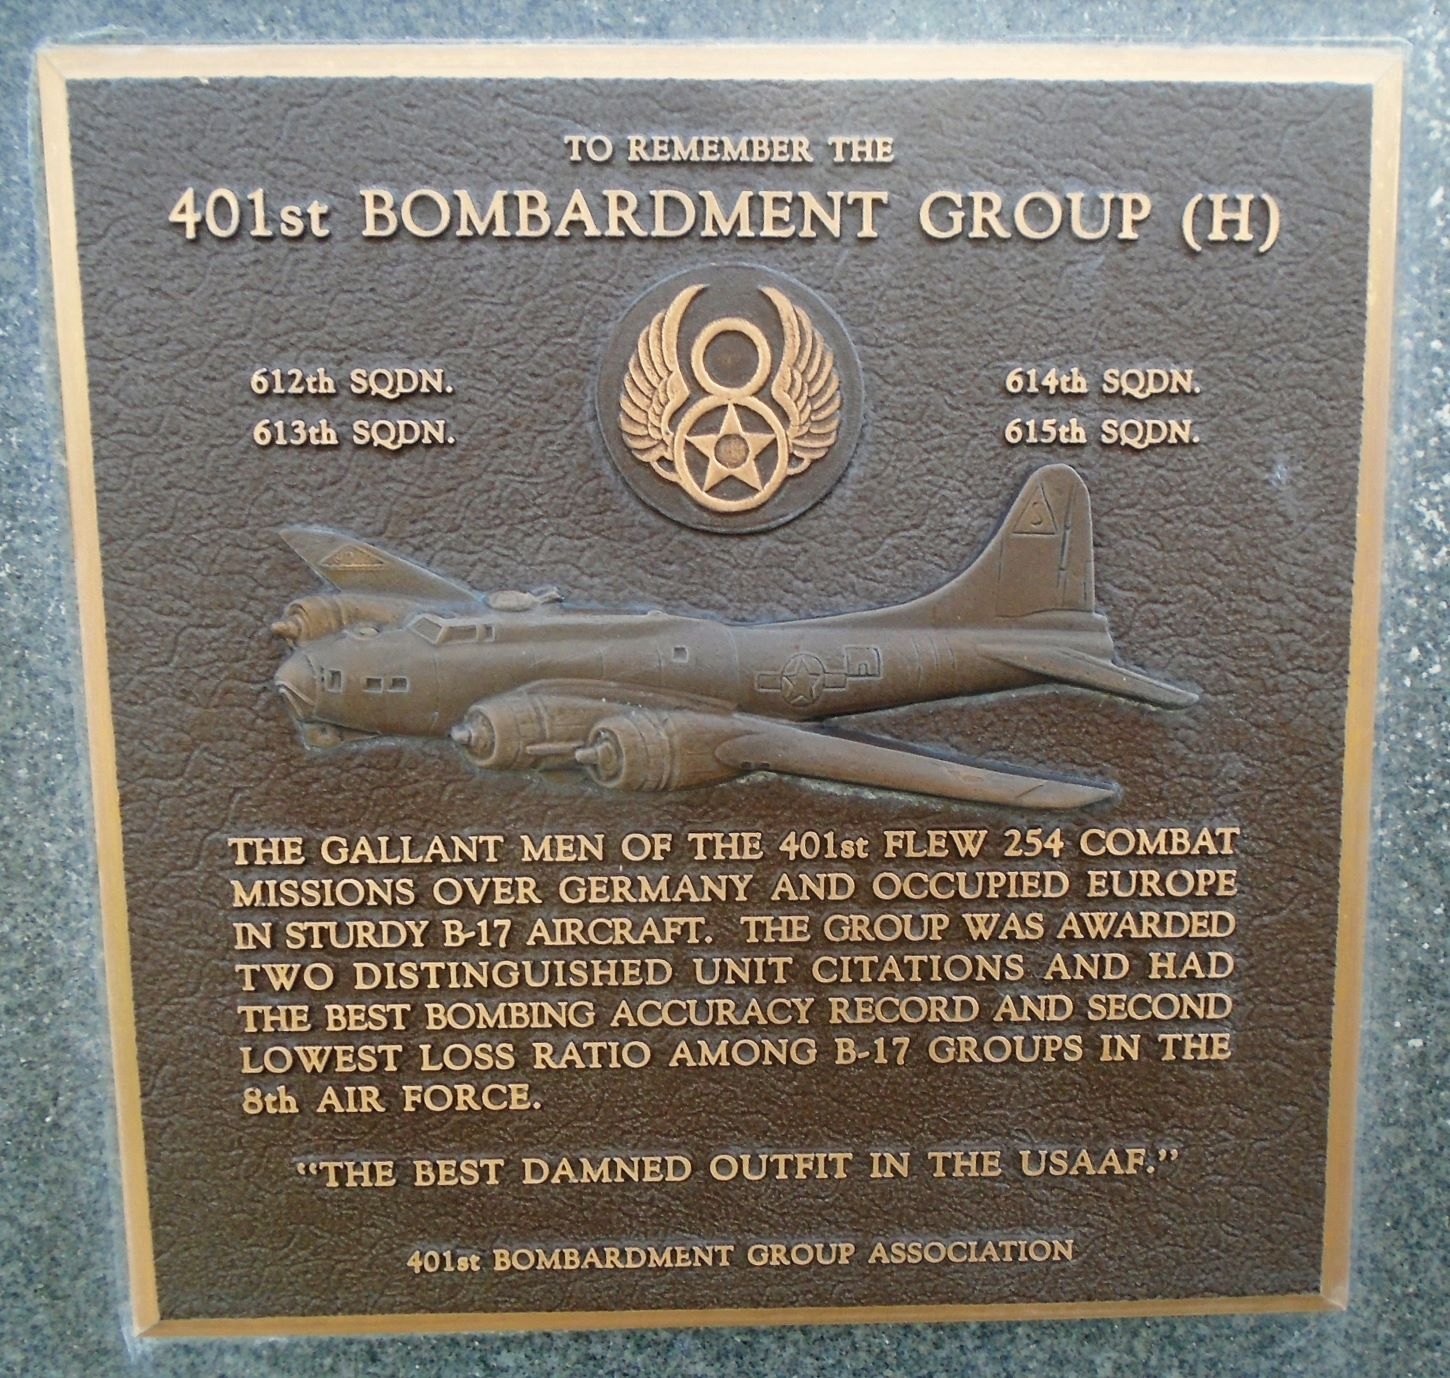 TO REMEMBER THE
401st BOMBARDMENT GROUP (H)
612th SQDN.
613th SQDN.
614th SQDN.
615th SQDN.
THE GALLANT MEN OF THE 401st FLEW 254 COMBAT
MISSIONS OVER GERMANY AND OCCUPIED EUROPE
IN STURDY B-17 AIRCRAFT. THE GROUP WAS AWARDED
TWO DISTINGUISHED UNIT CITATIONS AND HAD
THE BEST BOMBING ACCURACY RECORD AND SECOND
LOWEST LOSS RATIO AMONG B-17 GROUPS IN THE
8th AIR FORCE.
“THE BEST DAMNED OUTFIT IN THE USAAF.”
401st BOMBARDMENT GROUP ASSOCIATION